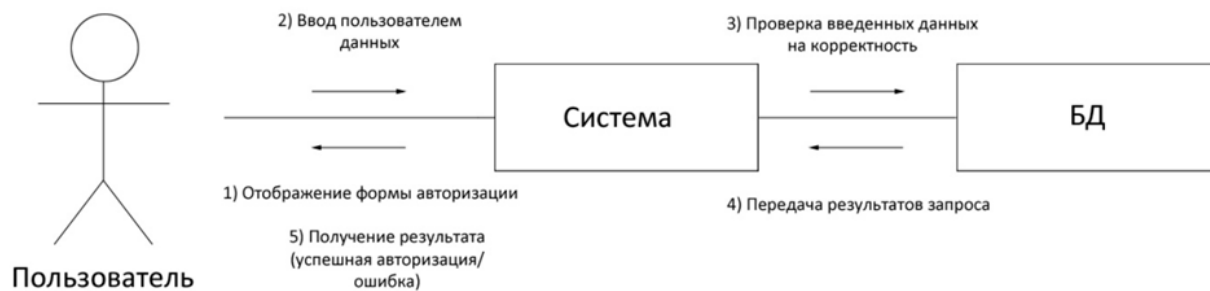 2) Ввод пользователем
данных
3) Проверка введенных данных
на корректность
Система
БД
1) Отображение формы авторизации
4) Передача результатов запроса
5) Получение результата
(успешная авторизация/
ошибка)
Пользователь